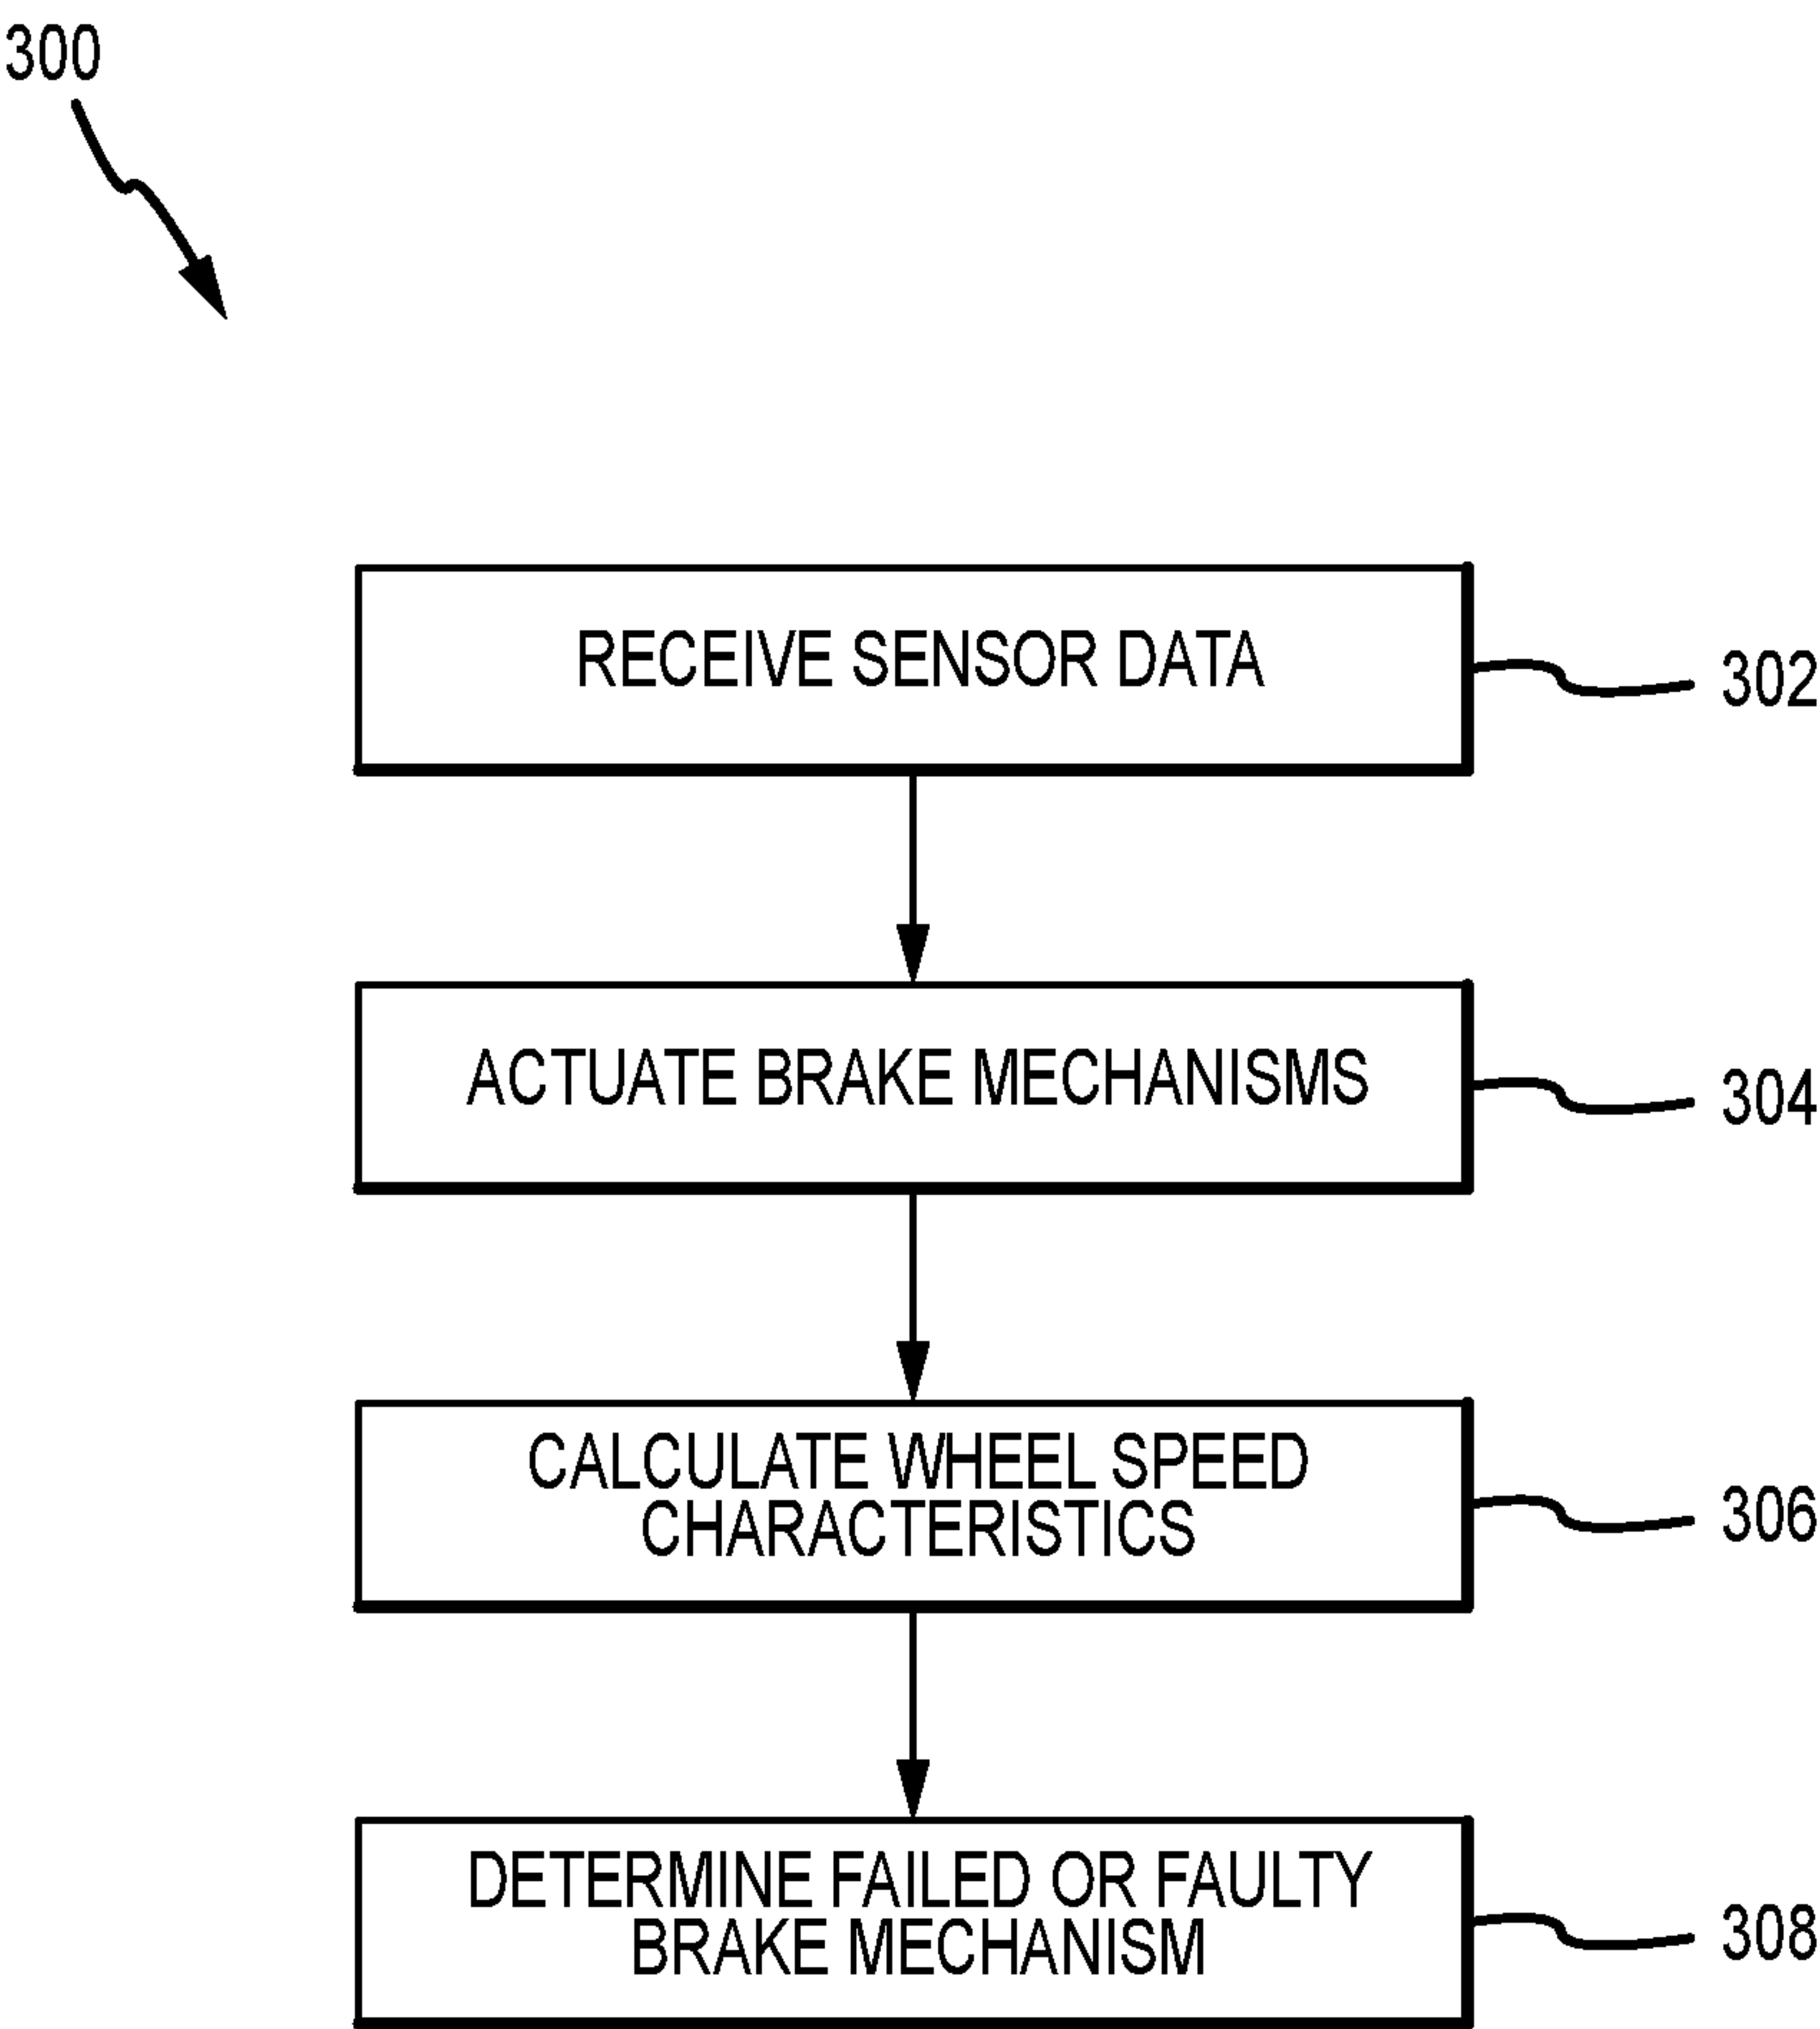 300
RECEIVE SENSOR DATA
302
ACTUATE BRAKE MECHANISMS
304
CALCULATE WHEEL SPEED
CHARACTERISTICS
306
DETERMINE FAILED OR FAULTY
BRAKE MECHANISM
308